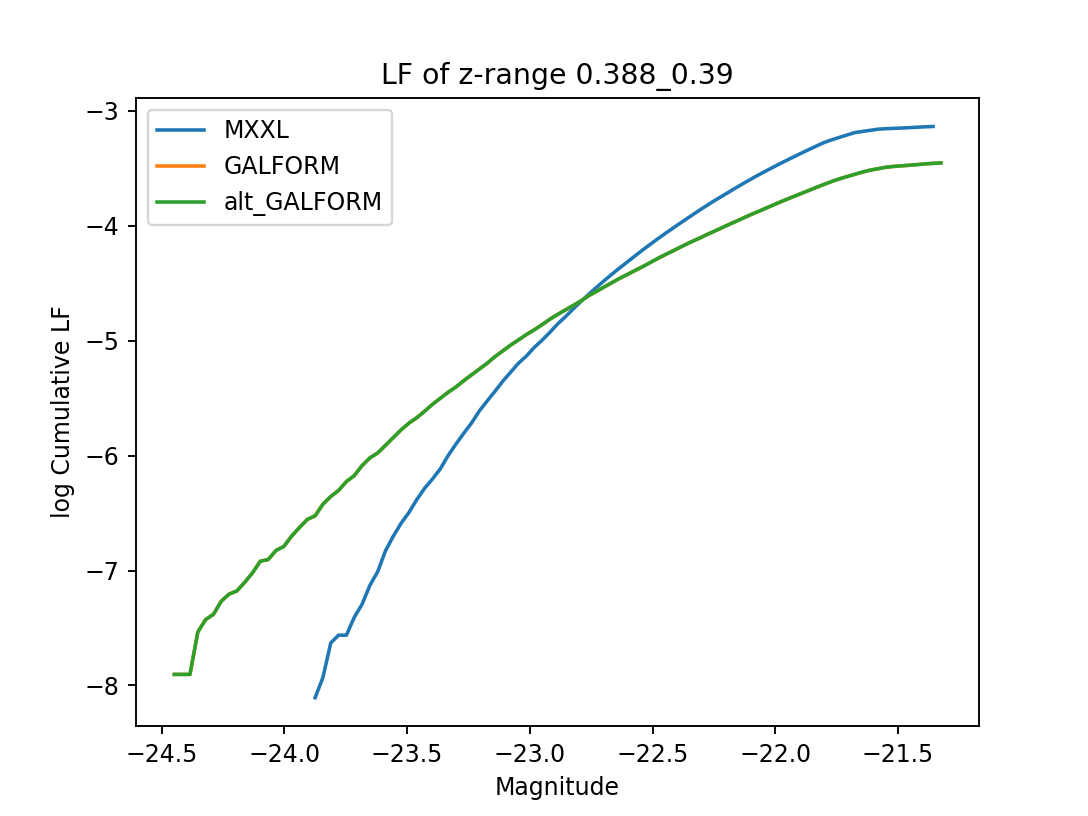 LF of z-range 0.388_0.39
MXXL
GALFORM
alt_GALFORM
−3
−4
−5
−6
−7
−8
log Cumulative LF
−24.5 −24.0 −23.5 −23.0 −22.5 −22.0 −21.5
Magnitude